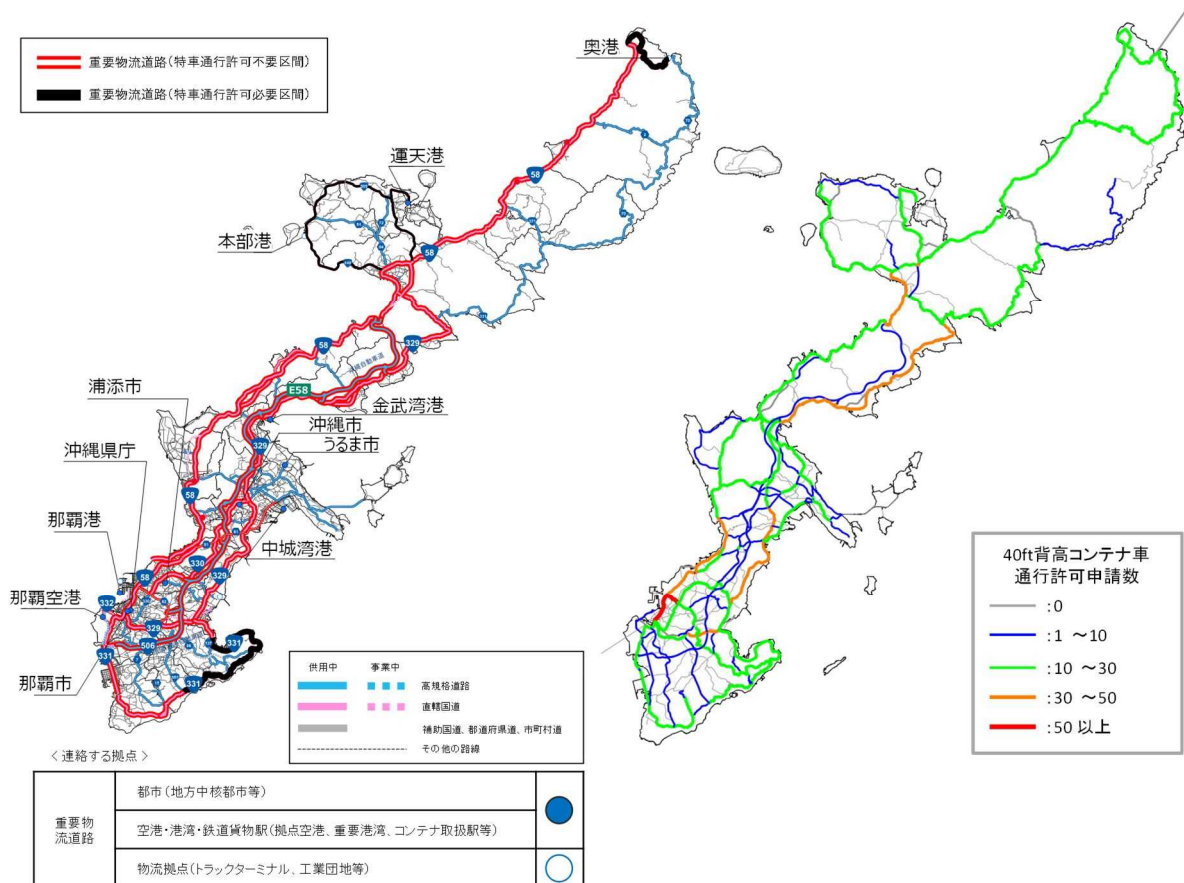 重要物流道路(特車通行許可不要区間)
重要物流道路(特車通行許可必要区間)
奥港
運天港
58
本部港
58
58
329
沖縄自動車道
E58
浦添市
金武湾港
沖縄市
うるま市
329
沖縄県庁
58
那覇港
中城湾港
330
58
329
那覇空港
332
329
331
506
331
那覇市
331
供用中
事業中
高規格道路
直轄国道
補助国道、都道府県道、市町村道
その他の路線
<連絡する拠点>
重要物流道路
都市(地方中核都市等)
空港・港湾・鉄道貨物駅(拠点空港、重要港湾、コンテナ取扱駅等)
物流拠点(トラックターミナル、工業団地等)
40ft背高コンテナ車
通行許可申請数
:0
:1 ~10
:10 ~30
:30 ~50
:50 以上